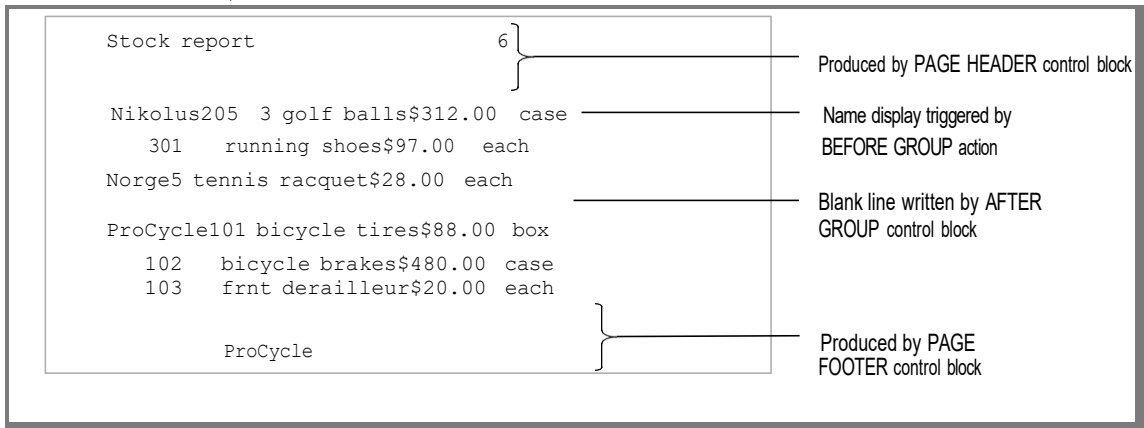 Stock report 6
Produced by PAGE HEADER control block
Nikolus205 3 golf balls$312.00 case
Name display triggered by
BEFORE GROUP action
301 running shoes$97.00 each
Norge5 tennis racquet$28.00 each
Blank line written by AFTER
GROUP control block
ProCycle101 bicycle tires$88.00 box
102 bicycle brakes$480.00 case
103 frnt derailleur$20.00 each
ProCycle
Produced by PAGE
FOOTER control block